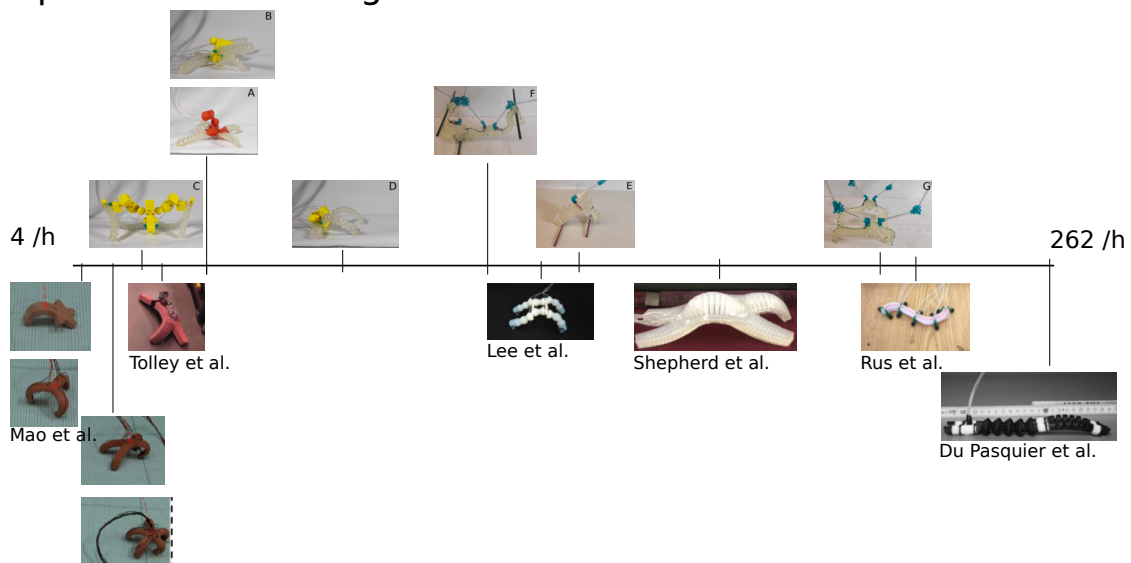 B
A
F
C
D
E
G
4 /h
262 /h
Tolley et al.
Lee et al.
Shepherd et al.
Rus et al.
Mao et al.
Du Pasquier et al.